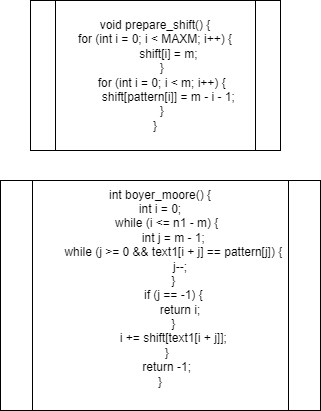 void prepare_shift() {
for (int i = 0; i < MAXM; i++) {
shift[i] = m;
}
for (int i = 0; i < m; i++) {
shift[pattern[i]] = m - i - 1;
}
}
int boyer_moore() {
int i = 0;
while (i <= n1 - m) {
int j = m - 1;
while (j >= 0 && text1[i + j] == pattern[j]) {
j--;
}
if (j == -1) {
return i;
}
i += shift[text1[i + j]];
}
return -1;
}